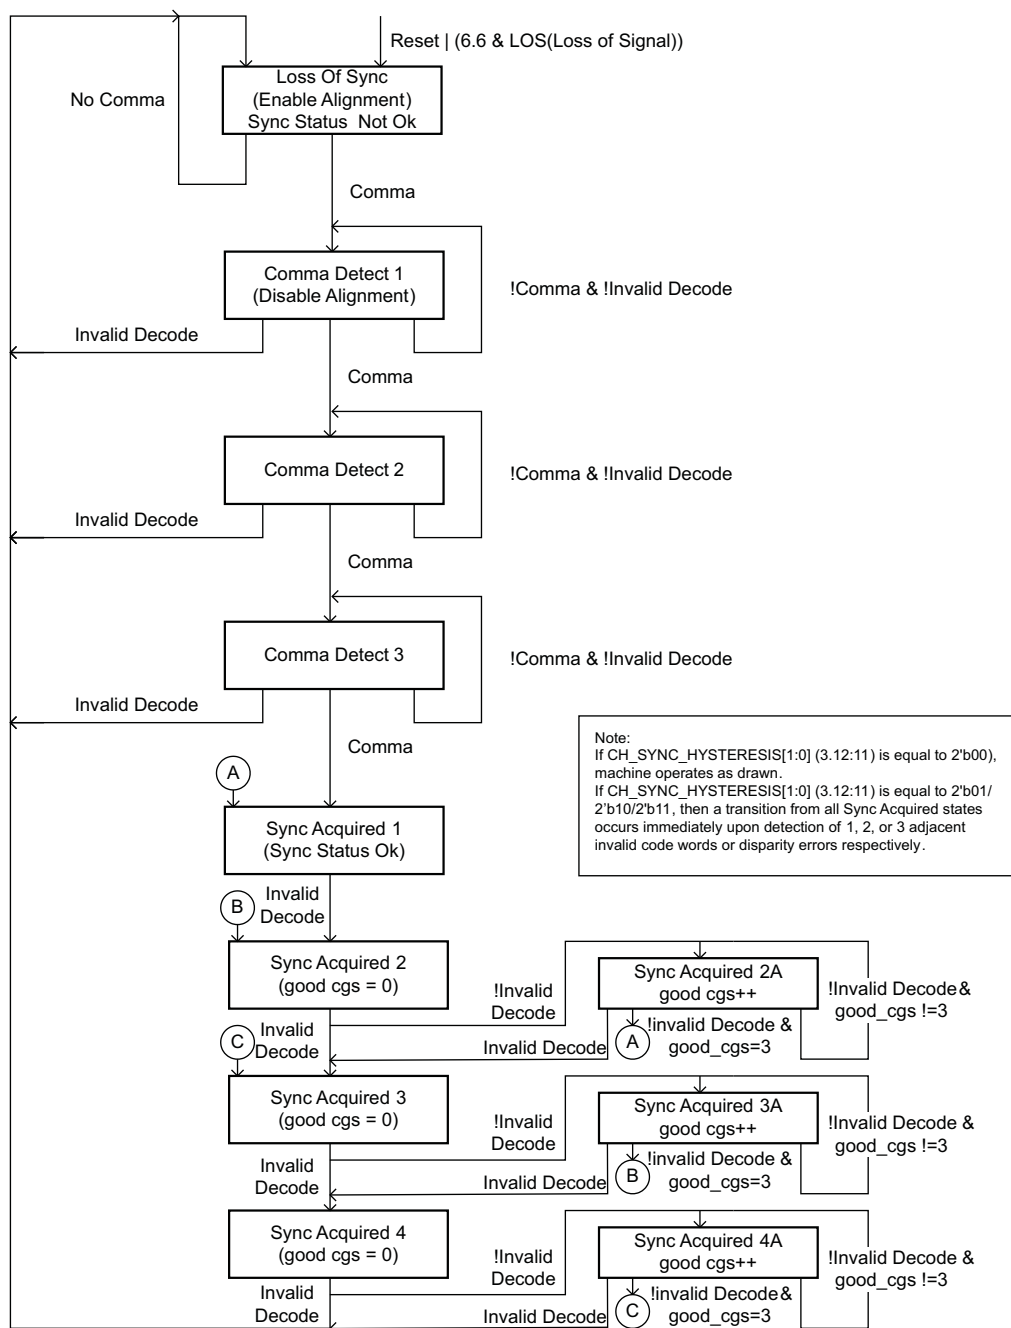 Reset | (6.6 & LOS(Loss of Signal))
Loss Of Sync
(Enable Alignment)
Sync Status Not Ok
No Comma
Comma
Comma Detect 1
(Disable Alignment)
!Comma & !Invalid Decode
Invalid Decode
Comma
Comma Detect 2
!Comma & !Invalid Decode
Invalid Decode
Comma
Comma Detect 3
!Comma & !Invalid Decode
Invalid Decode
Comma
Note:
If CH_SYNC_HYSTERESIS[1:0] (3.12:11) is equal to 2'b00),
machine operates as drawn.
If CH_SYNC_HYSTERESIS[1:0] (3.12:11) is equal to 2'b01/
2'b10/2'b11, then a transition from all Sync Acquired states
occurs immediately upon detection of 1, 2, or 3 adjacent
invalid code words or disparity errors respectively.
A
Sync Acquired 1
(Sync Status Ok)
Invalid
Decode
B
Sync Acquired 2
(good cgs = 0)
!Invalid
Decode
Sync Acquired 2A
good cgs++
!Invalid Decode &
good_cgs !=3
Invalid
Decode
Invalid Decode
A
!invalid Decode &
good_cgs=3
C
Sync Acquired 3
(good cgs = 0)
!Invalid
Decode
Sync Acquired 3A
good cgs++
!Invalid Decode &
good_cgs !=3
Invalid
Decode
Invalid Decode
B
!invalid Decode &
good_cgs=3
Sync Acquired 4
(good cgs = 0)
!Invalid
Decode
Sync Acquired 4A
good cgs++
!Invalid Decode &
good_cgs !=3
Invalid
Decode
Invalid Decode
C
!invalid Decode &
good_cgs=3